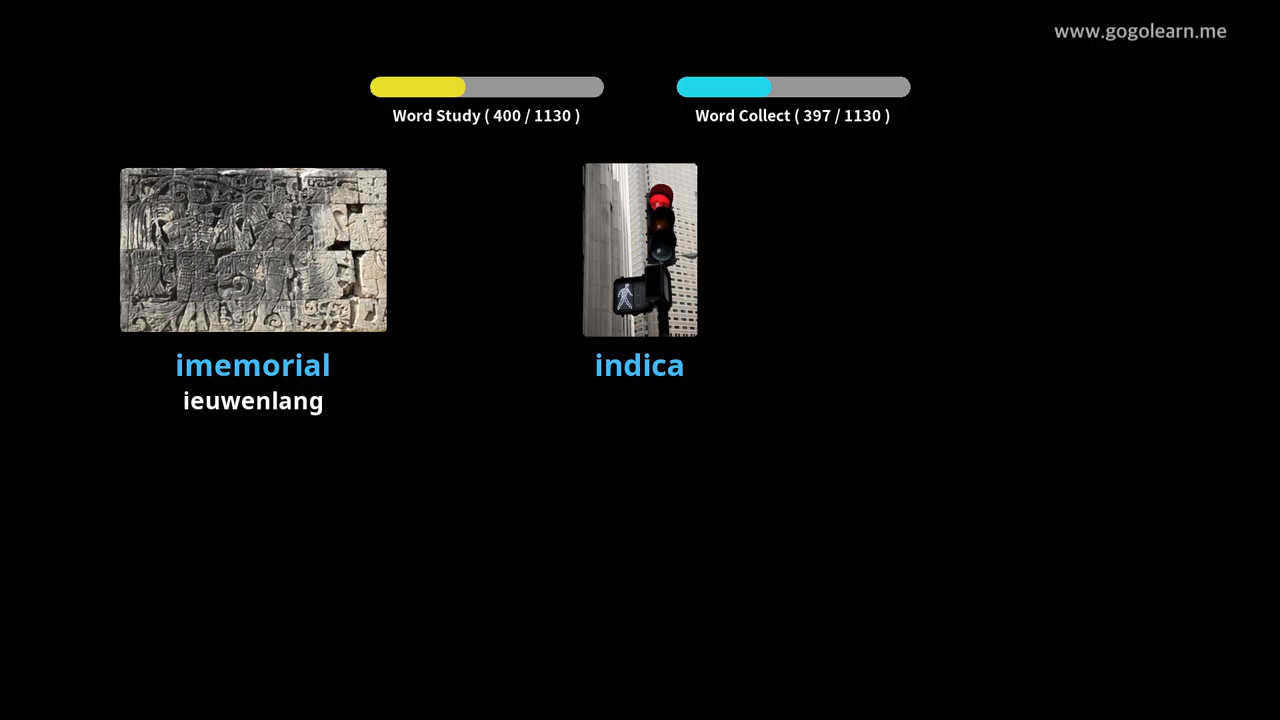 www.gogolearn.me
Word Study ( 400 / 1130 )
Word Collect ( 397 / 1130 )
imemorial
ieuwenlang
indica